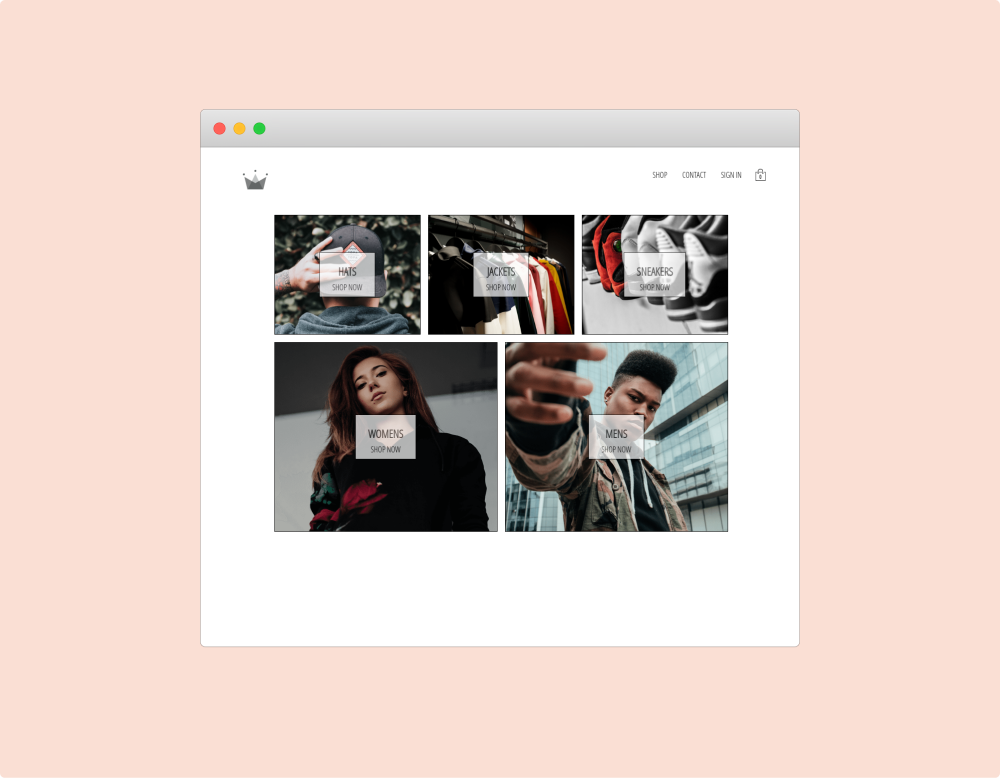 SHOP
CONTACT
SIGN IN
0
HATS
SHOP NOW
JACKETS
SHOP NOW
SNEAKERS
SHOP NOW
WOMENS
SHOP NOW
MENS
SHOP NOW